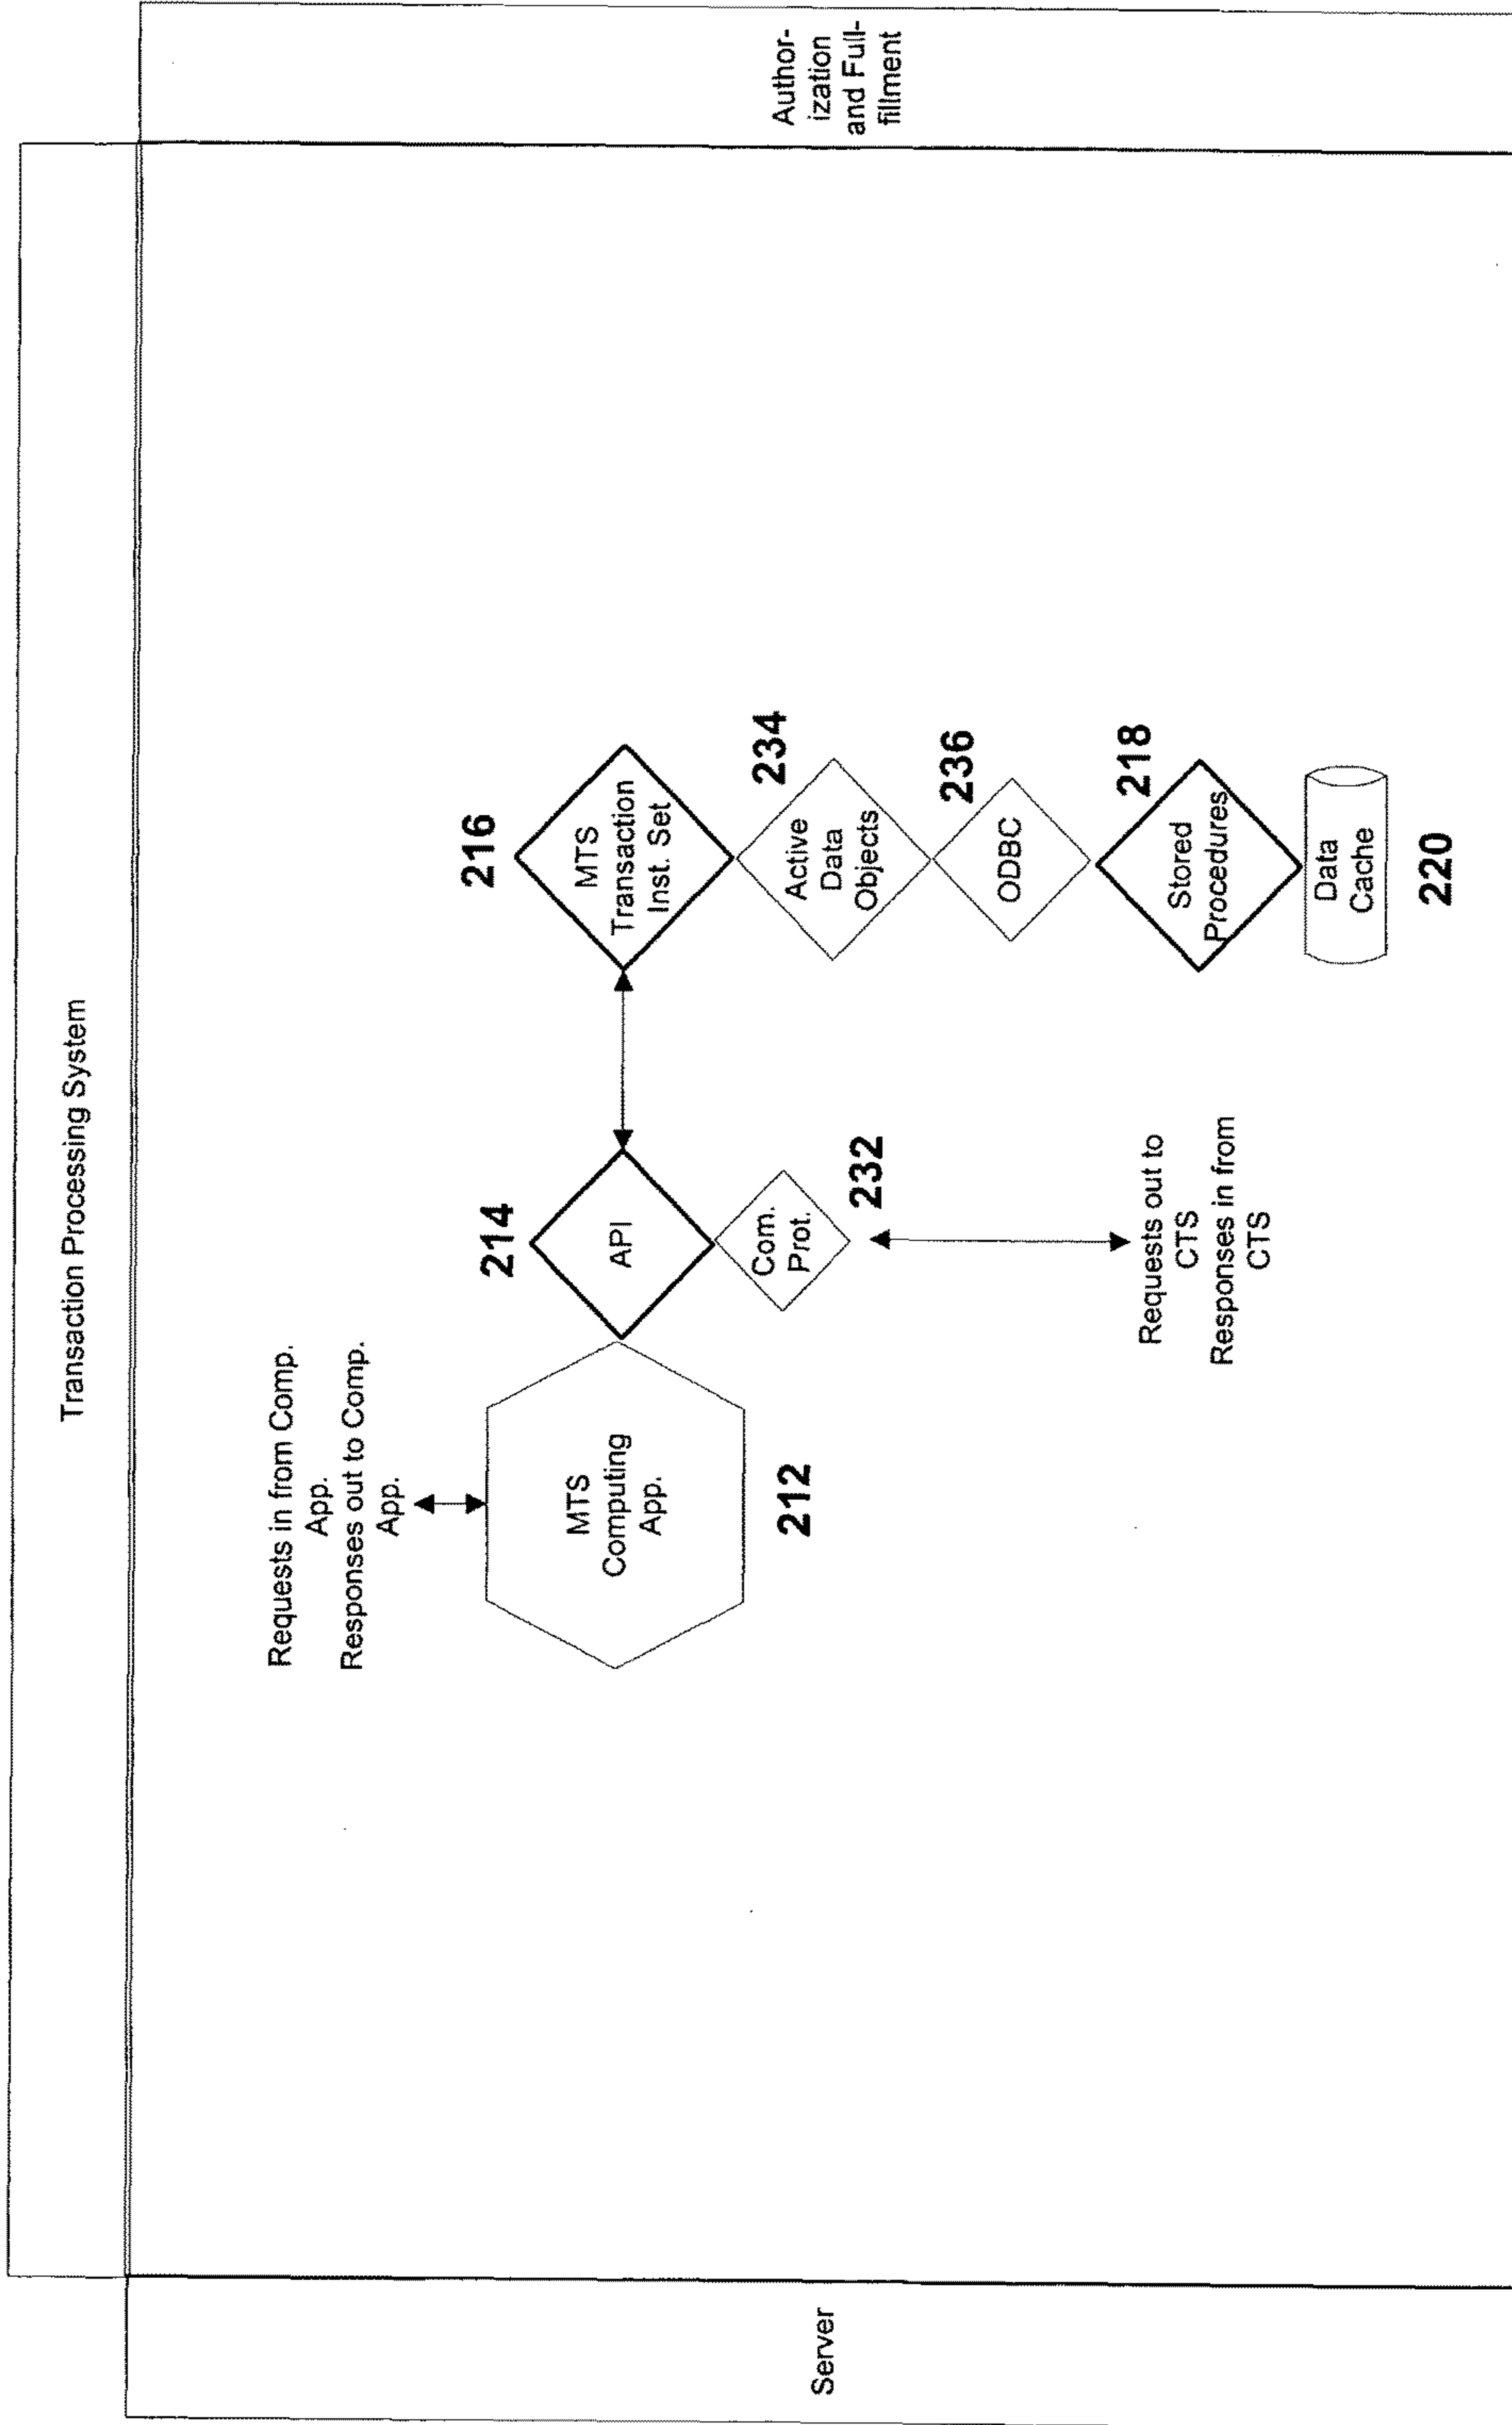 Transaction Processing System
Server
Requests in from Comp.
App.
Responses out to Comp.
App.
MTS
Computing
App.
212
214
API
Com.
Prot.
232
Requests out to
CTS
Responses in from
CTS
216
MTS
Transaction
Inst. Set
234
Active
Data
Objects
236
ODBC
218
Stored
Procedures
Data
Cache
220
Author-
ization
and Full-
fillment